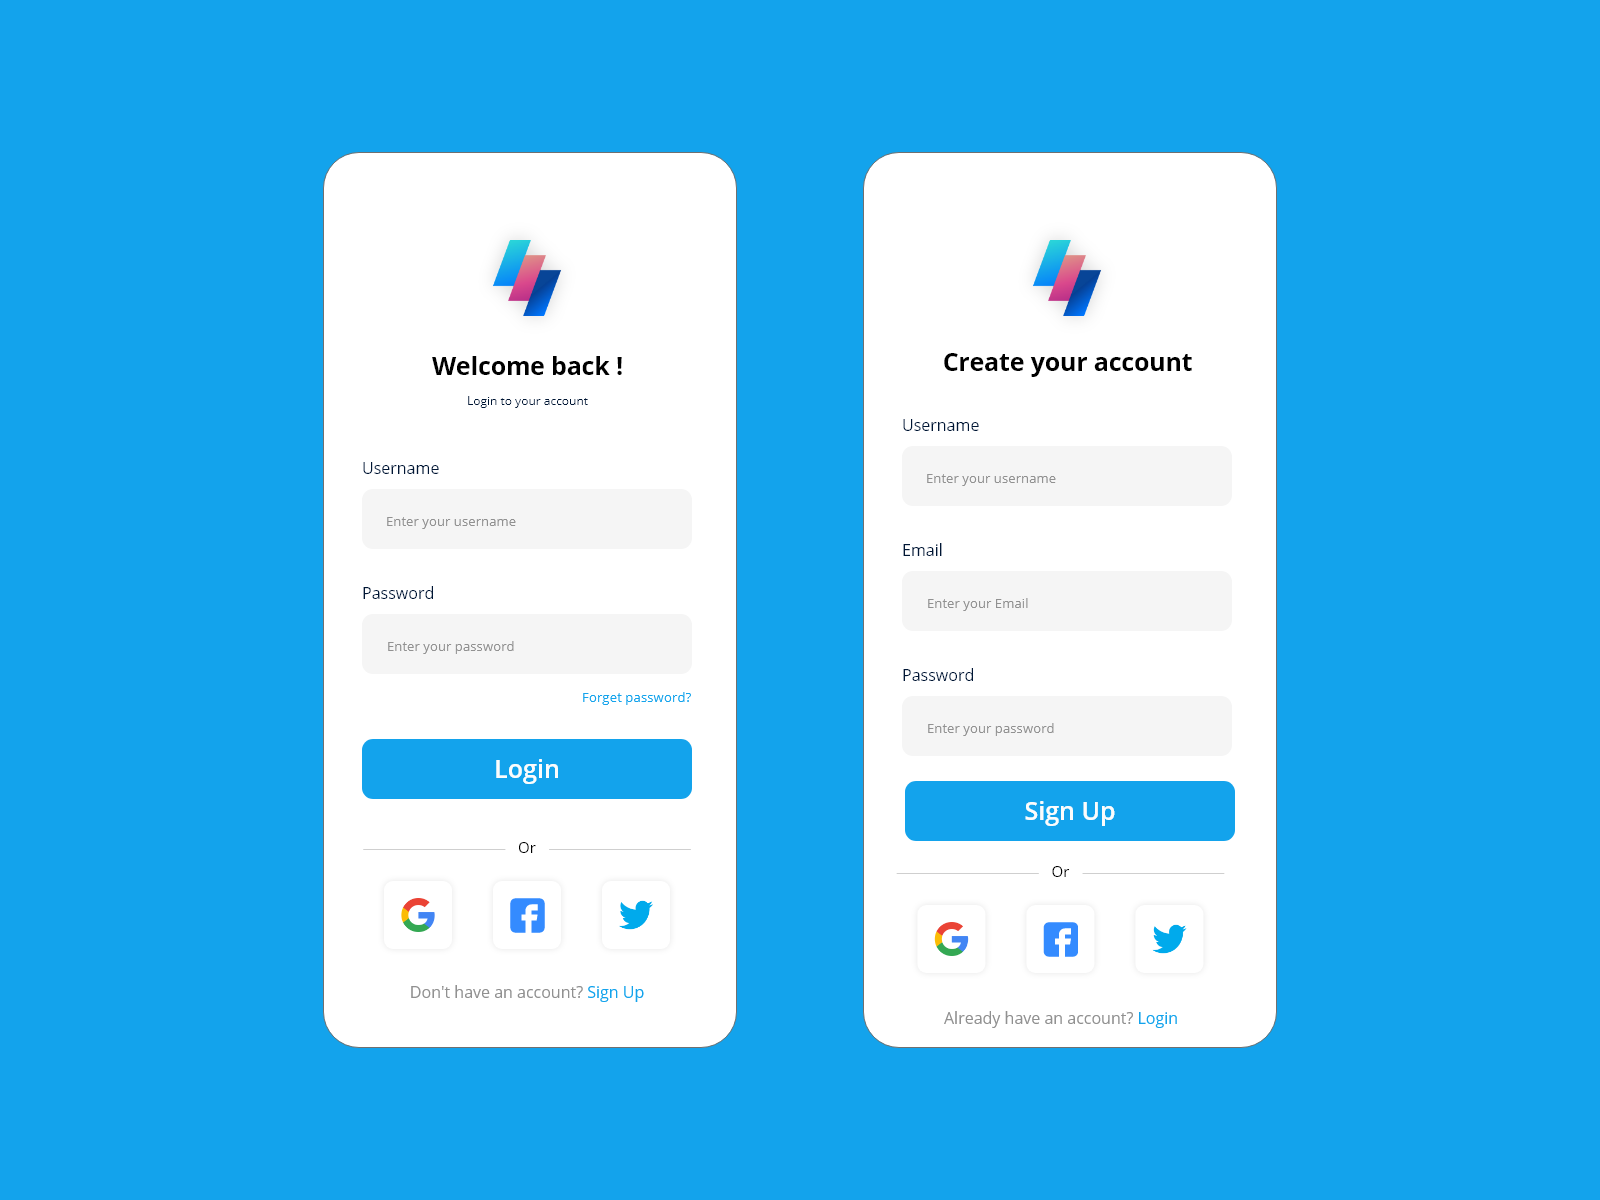 Welcome back !
Login to your account
Username
Enter your username
Password
Enter your password
Forget password?
Login
Or
Don't have an account? Sign Up
Create your account
Username
Enter your username
Email
Enter your Email
Password
Enter your password
Sign Up
Or
Already have an account? Login